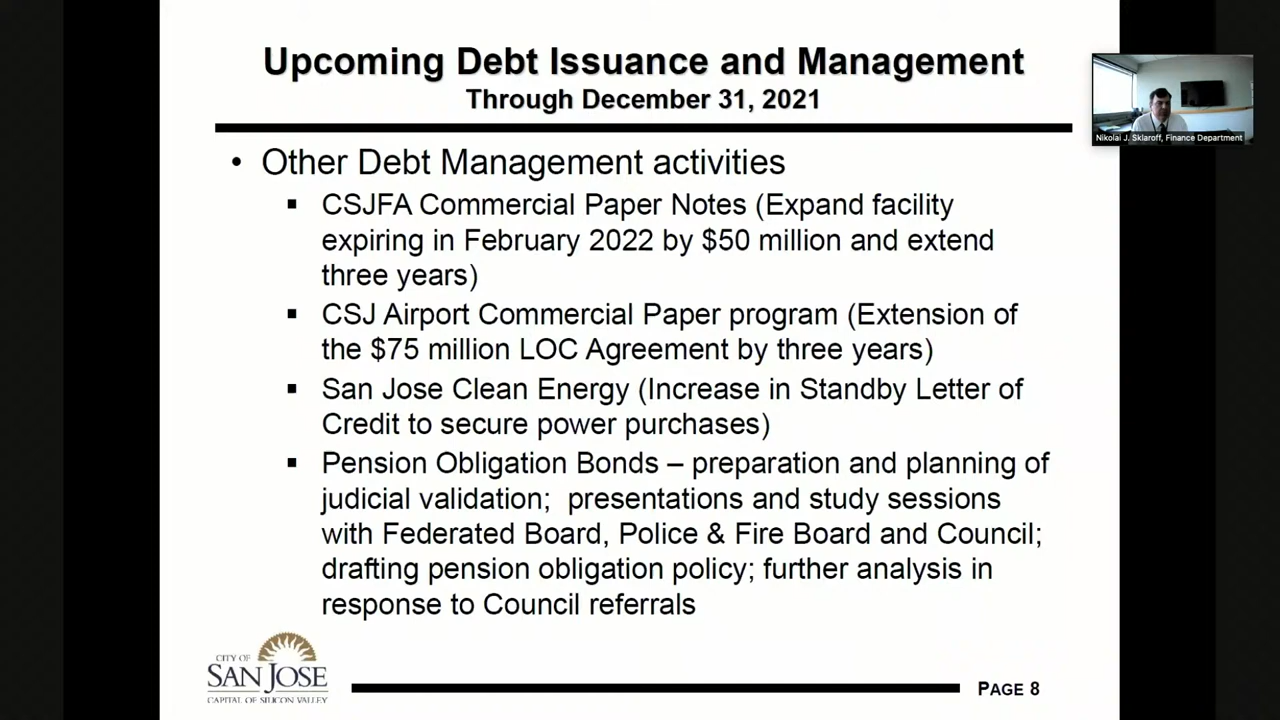 Upcoming Debt Issuance and Management
Through December 31, 2021
Nikolai J. Sklaroff, Finance Department
• Other Debt Management activities
▪ CSJFA Commercial Paper Notes (Expand facility
expiring in February 2022 by $50 million and extend
three years)
▪ CSJ Airport Commercial Paper program (Extension of
the $75 million LOC Agreement by three years)
▪ San Jose Clean Energy (Increase in Standby Letter of
Credit to secure power purchases)
▪ Pension Obligation Bonds – preparation and planning of
judicial validation;  presentations and study sessions
with Federated Board, Police & Fire Board and Council;
drafting pension obligation policy; further analysis in
response to Council referrals
CITY OF
SAN JOSE
CAPITAL OF SILICON VALLEY
PAGE 8